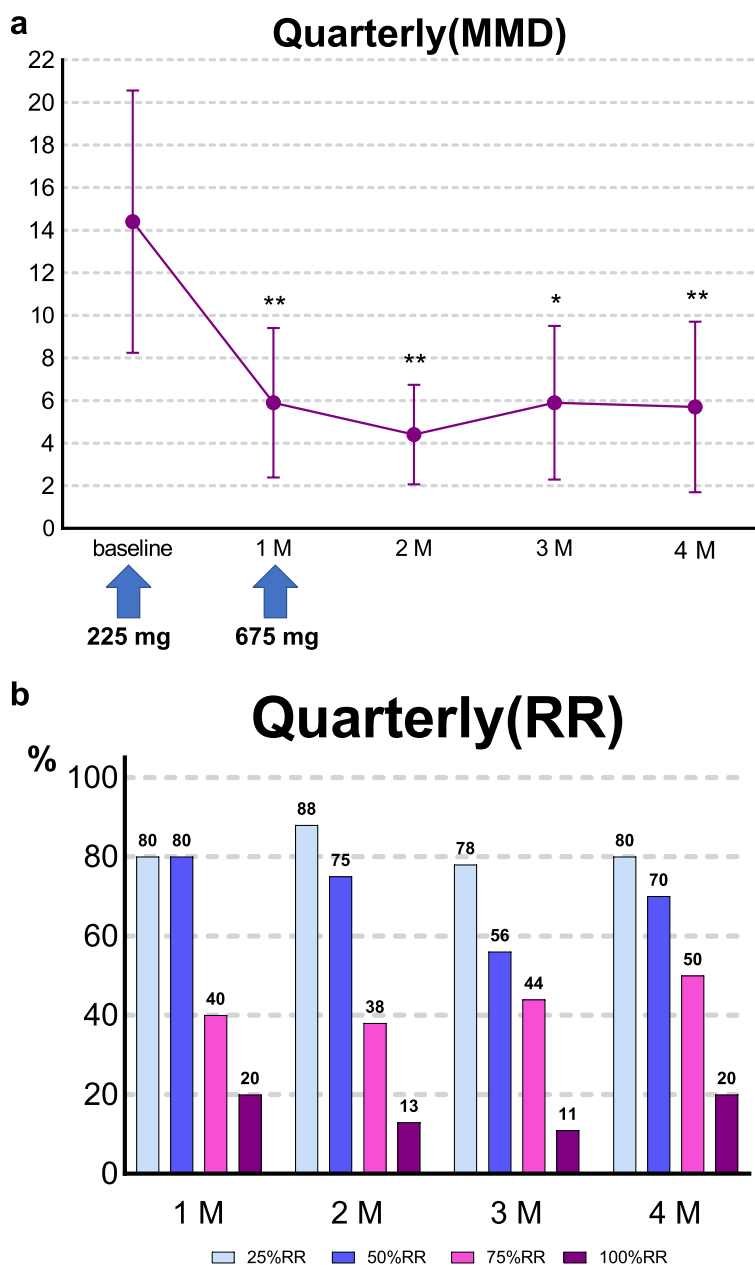 a
Quarterly(MMD)
22
20
18
16
14
12
10
8
6
4
2
0
** ** * **
baseline 1 M 2 M 3 M 4 M
225 mg 675 mg
b
Quarterly(RR)
%
100
80
60
40
20
0
80 80 40 20
88 75 38 13
78 56 44 11
80 70 50 20
1 M 2 M 3 M 4 M
25%RR 50%RR 75%RR 100%RR